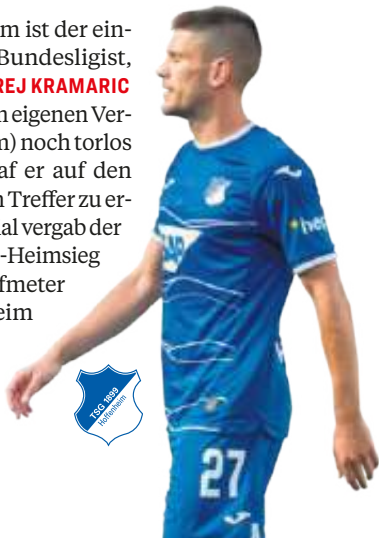 m ist der ein-
Bundesligist,
REJ KRAMARIC
n eigenen Ver-
n) noch torlos
af er auf den
n Treffer zu er-
al vergab der
-Heimsieg
fmeter
eim
TSG 1899
Hoffenheim
27